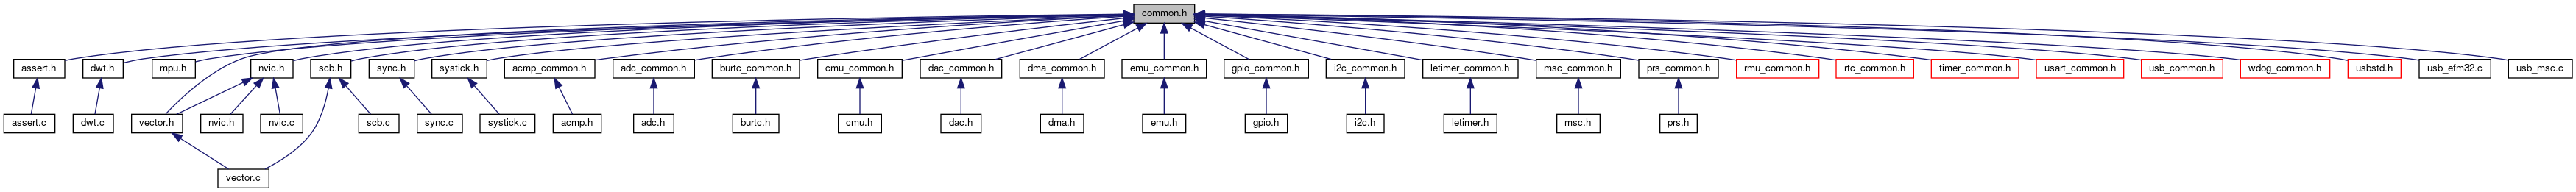 common.h
assert.h
dwt.h
mpu.h
nvic.h
scb.h
sync.h
systick.h
acmp_common.h
adc_common.h
burtc_common.h
cmu_common.h
dac_common.h
dma_common.h
emu_common.h
gpio_common.h
i2c_common.h
letimer_common.h
msc_common.h
prs_common.h
rmu_common.h
rtc_common.h
timer_common.h
usart_common.h
usb_common.h
wdog_common.h
usbstd.h
usb_efm32.c
usb_msc.c
assert.c
dwt.c
vector.h
nvic.h
nvic.c
scb.c
sync.c
systick.c
acmp.h
adc.h
burtc.h
cmu.h
dac.h
dma.h
emu.h
gpio.h
i2c.h
letimer.h
msc.h
prs.h
vector.c